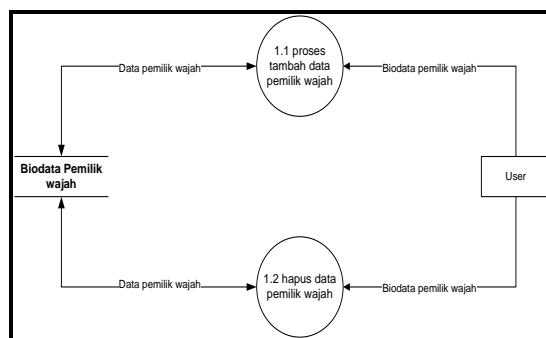 1.1 proses
tambah data
pemilik wajah
Data pemilik wajah
Biodata pemilik wajah
Biodata Pemilik
wajah
User
1.2 hapus data
pemilik wajah
Data pemilik wajah
Biodata pemilik wajah